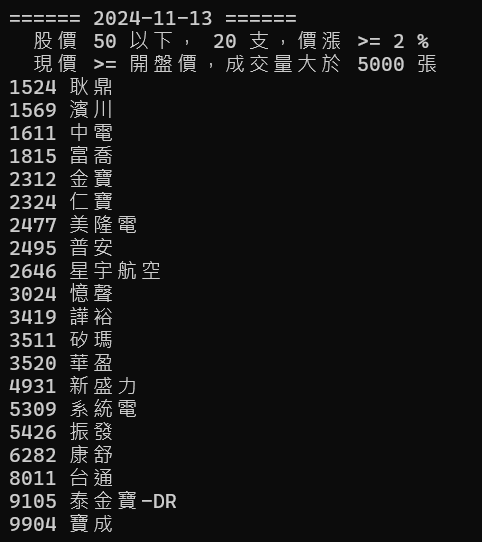 ====== 2024-11-13 ======
股價 50 以下， 20 支，價漲 >= 2 %
現價 >= 開盤價，成交量大於 5000 張
1524 耿鼎
1569 濱川
1611 中電
1815 富喬
2312 金寶
2324 仁寶
2477 美隆電
2495 普安
2646 星宇航空
3024 憶聲
3419 譁裕
3511 矽瑪
3520 華盈
4931 新盛力
5309 系統電
5426 振發
6282 康舒
8011 台通
9105 泰金寶-DR
9904 寶成